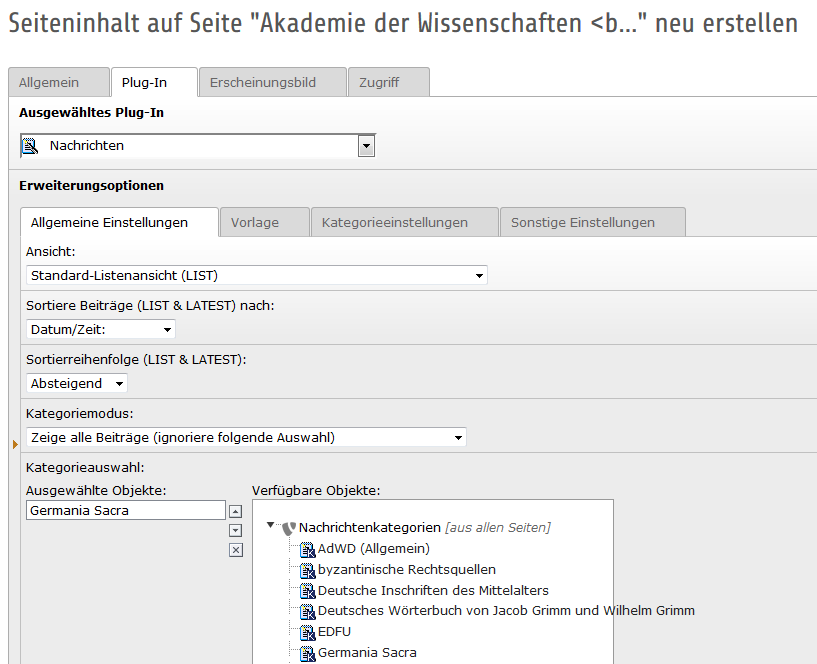 Seiteninhalt auf Seite "Akademie der Wissenschaften <b..." neu erstellen
Allgemein Plug-In Erscheinungsbild Zugriff
Ausgewähltes Plug-In
Nachrichten
Erweiterungsoptionen
Allgemeine Einstellungen Vorlage Kategorieeinstellungen Sonstige Einstellungen
Ansicht:
Standard-Listenansicht (LIST)
Sortiere Beiträge (LIST & LATEST) nach:
Datum/Zeit:
Sortierreihenfolge (LIST & LATEST):
Absteigend
Kategoriemodus:
Zeige alle Beiträge (ignoriere folgende Auswahl)
Kategorieauswahl:
Ausgewählte Objekte: Verfügbare Objekte:
Germania Sacra
Nachrichtenkategorien [aus allen Seiten]
AdWD (Allgemein)
byzantinische Rechtsquellen
Deutsche Inschriften des Mittelalters
Deutsches Wörterbuch von Jacob Grimm und Wilhelm Grimm
EDFU
Germania Sacra